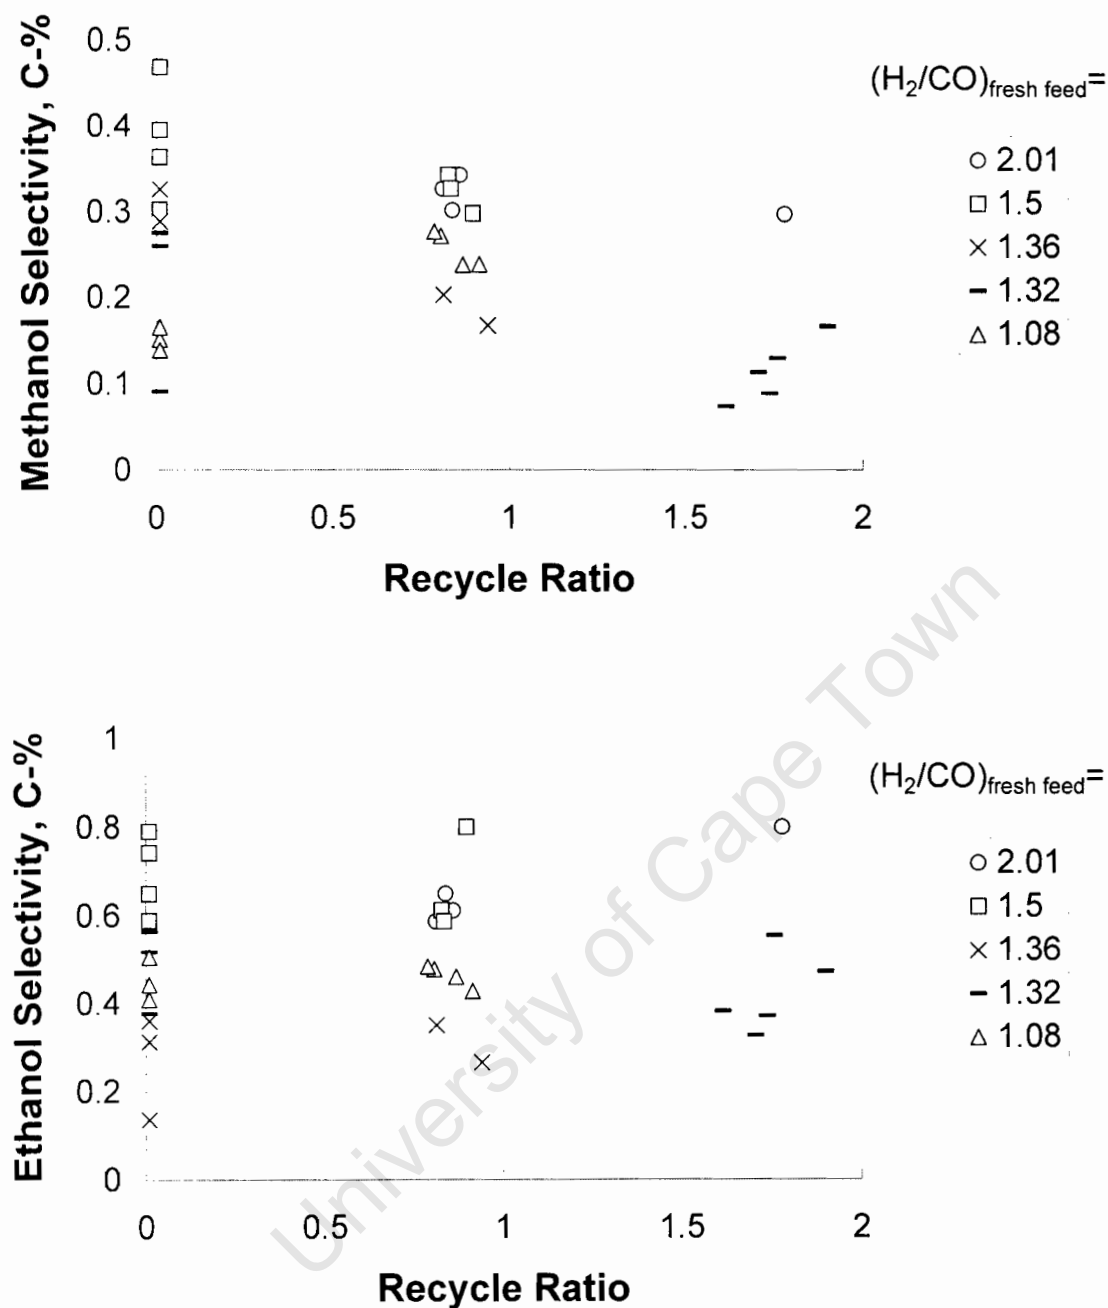 Methanol Selectivity, C-%
0.5
0.4
0.3
0.2
0.1
0
0 0.5 1 1.5 2
Recycle Ratio
(H₂/CO)fresh feed=
2.01
1.5
1.36
1.32
1.08
Ethanol Selectivity, C-%
1
0.8
0.6
0.4
0.2
0
0 0.5 1 1.5 2
Recycle Ratio
(H₂/CO)fresh feed=
2.01
1.5
1.36
1.32
1.08
University of Cape Town